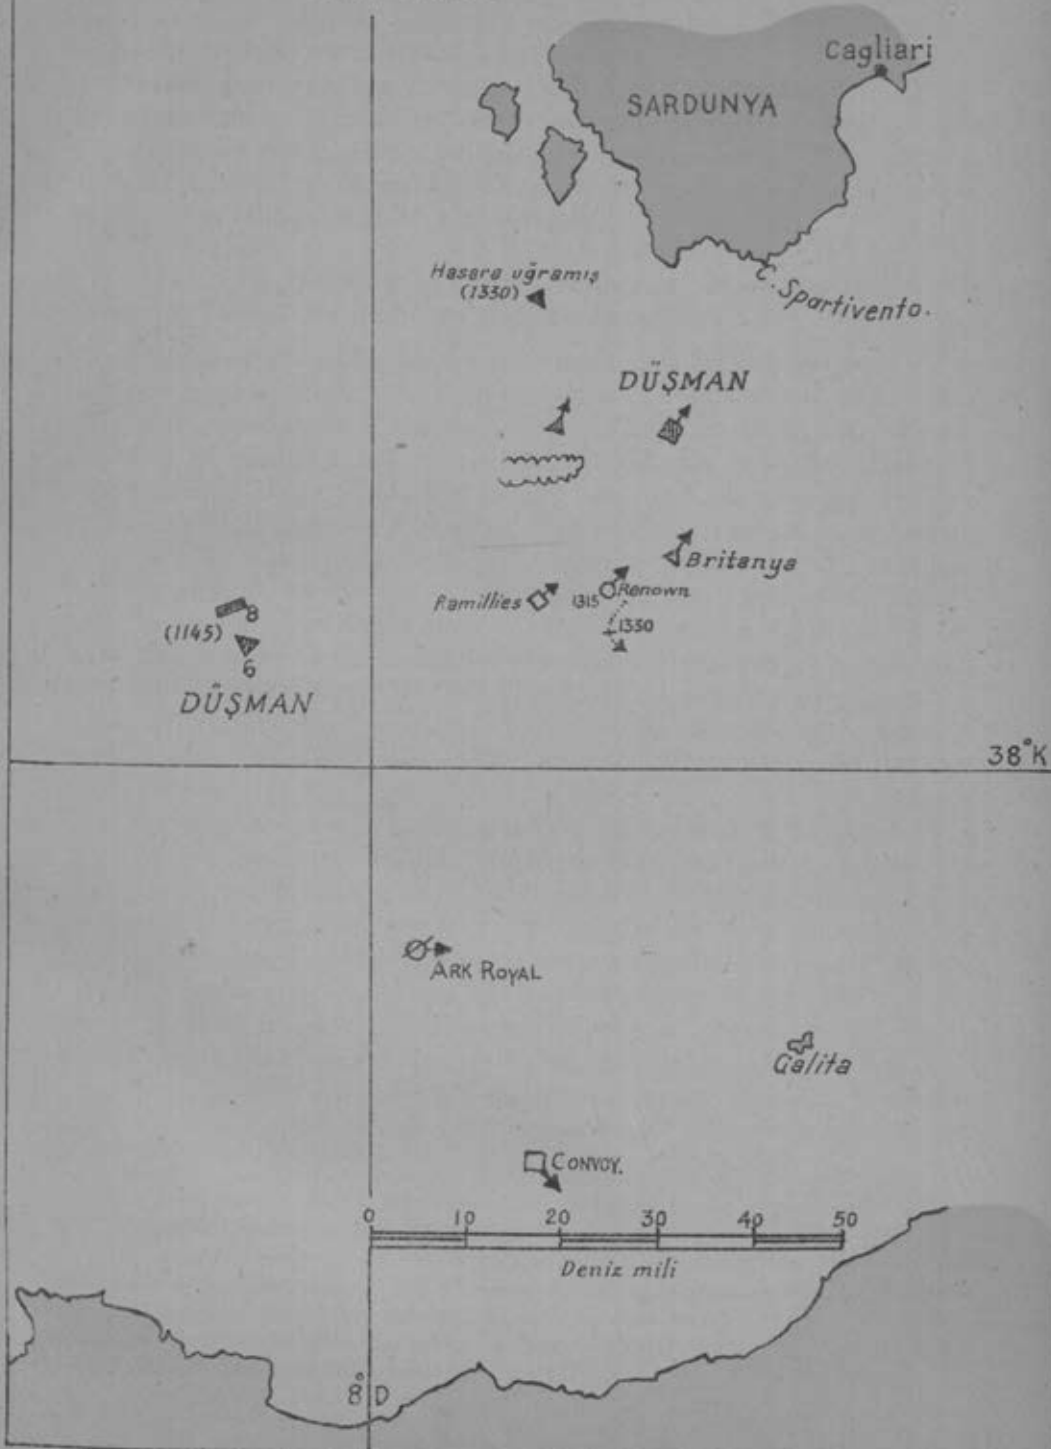 Cagliari
SARDUNYA
Hasara uğramış
(1330)
C. Spartivento.
DÜŞMAN
Britanya
Ramillies
1315
Renown
1330
8
(1145)
6
DÜŞMAN
38°K
ARK ROYAL
Galita
CONVOY.
0 10 20 30 40 50
Deniz mili
8°D